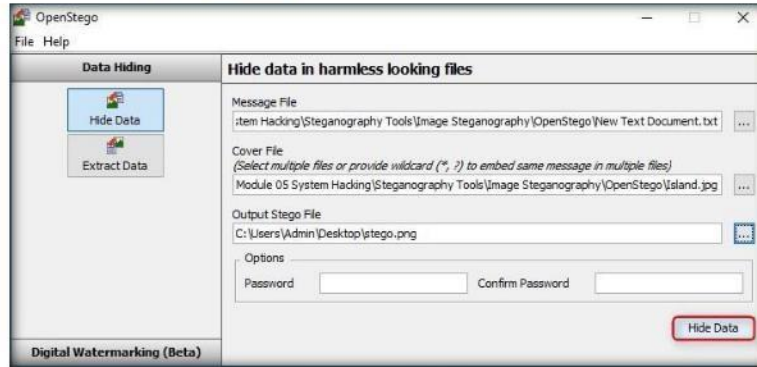 OpenStego
File Help
Data Hiding
Hide Data
Extract Data
Digital Watermarking (Beta)
Hide data in harmless looking files
Message File
tem Hacking\Steganography Tools\Image Steganography\OpenStego\New Text Document.txt
...
Cover File
(Select multiple files or provide wildcard (*, ?) to embed same message in multiple files)
Module 05 System Hacking\Steganography Tools\Image Steganography\OpenStego\Island.jpg
...
Output Stego File
C:\Users\Admin\Desktop\stego.png
...
Options
Password
Confirm Password
Hide Data